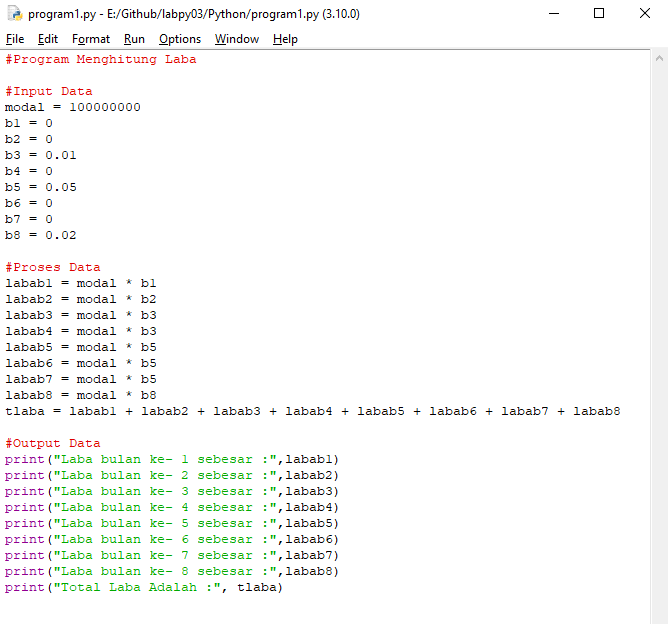 program1.py - E:/Github/labpy03/Python/program1.py (3.10.0)
File Edit Format Run Options Window Help
#Program Menghitung Laba
#Input Data
modal = 100000000
b1 = 0
b2 = 0
b3 = 0.01
b4 = 0
b5 = 0.05
b6 = 0
b7 = 0
b8 = 0.02
#Proses Data
labab1 = modal * b1
labab2 = modal * b2
labab3 = modal * b3
labab4 = modal * b3
labab5 = modal * b5
labab6 = modal * b5
labab7 = modal * b5
labab8 = modal * b8
tlaba = labab1 + labab2 + labab3 + labab4 + labab5 + labab6 + labab7 + labab8
#Output Data
print("Laba bulan ke- 1 sebesar :",labab1)
print("Laba bulan ke- 2 sebesar :",labab2)
print("Laba bulan ke- 3 sebesar :",labab3)
print("Laba bulan ke- 4 sebesar :",labab4)
print("Laba bulan ke- 5 sebesar :",labab5)
print("Laba bulan ke- 6 sebesar :",labab6)
print("Laba bulan ke- 7 sebesar :",labab7)
print("Laba bulan ke- 8 sebesar :",labab8)
print("Total Laba Adalah :", tlaba)